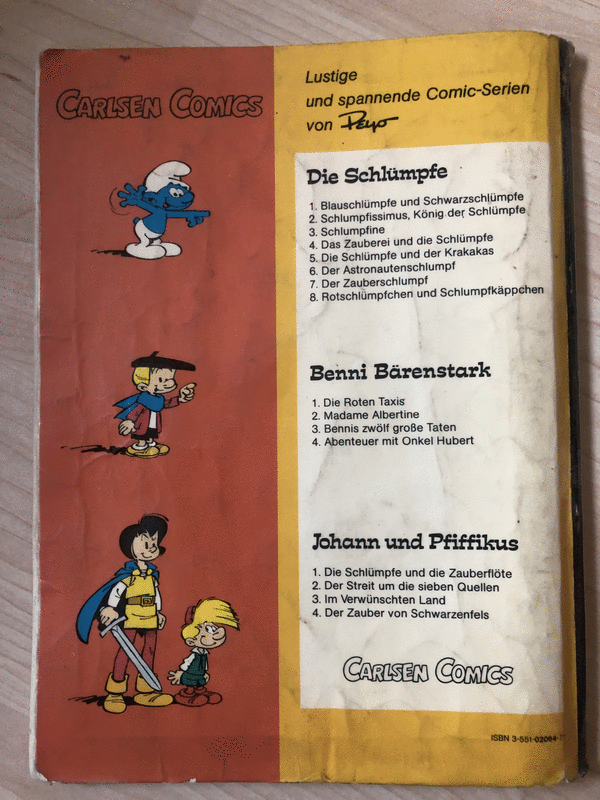 CARLSEN COMICS
Lustige
und spannende Comic-Serien
von Peyo
Die Schlümpfe
1. Blauschlümpfe und Schwarzschlümpfe
2. Schlumpfissimus, König der Schlümpfe
3. Schlumpfine
4. Das Zauberei und die Schlümpfe
5. Die Schlümpfe und der Krakakas
6. Der Astronautenschlumpf
7. Der Zauberschlumpf
8. Rotschlümpfchen und Schlumpfkäppchen
Benni Bärenstark
1. Die Roten Taxis
2. Madame Albertine
3. Bennis zwölf große Taten
4. Abenteuer mit Onkel Hubert
Johann und Pfiffikus
1. Die Schlümpfe und die Zauberflöte
2. Der Streit um die sieben Quellen
3. Im Verwünschten Land
4. Der Zauber von Schwarzenfels
CARLSEN COMICS
ISBN 3-551-02064-